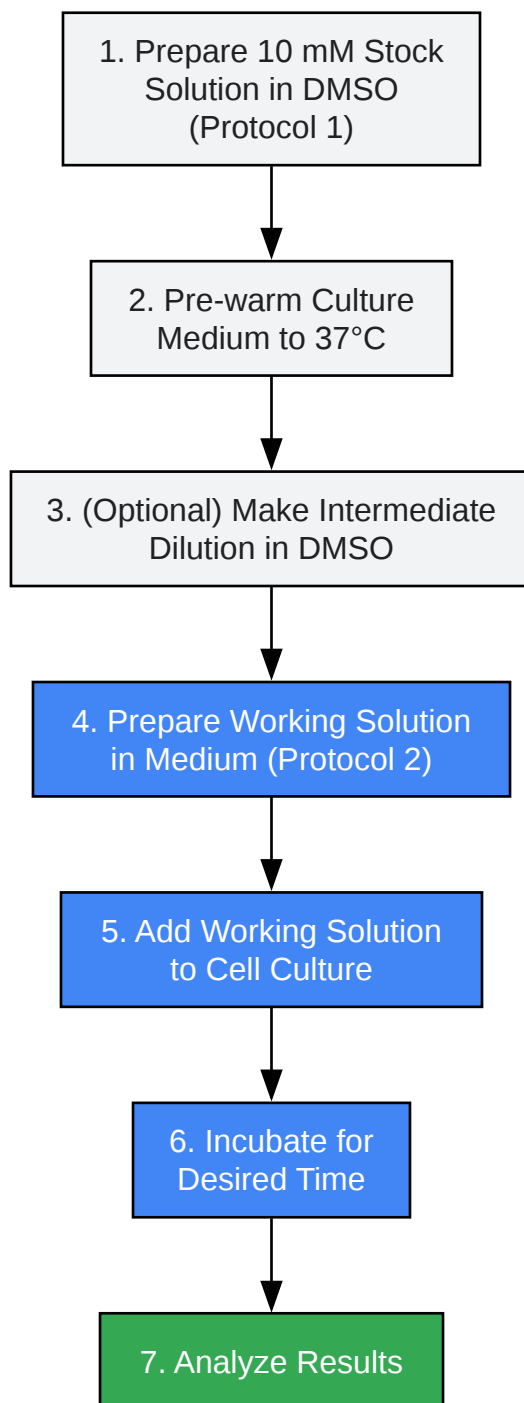 1. Prepare 10 mM Stock
Solution in DMSO
(Protocol 1)
2. Pre-warm Culture
Medium to 37°C
3. (Optional) Make Intermediate
Dilution in DMSO
4. Prepare Working Solution
in Medium (Protocol 2)
5. Add Working Solution
to Cell Culture
6. Incubate for
Desired Time
7. Analyze Results